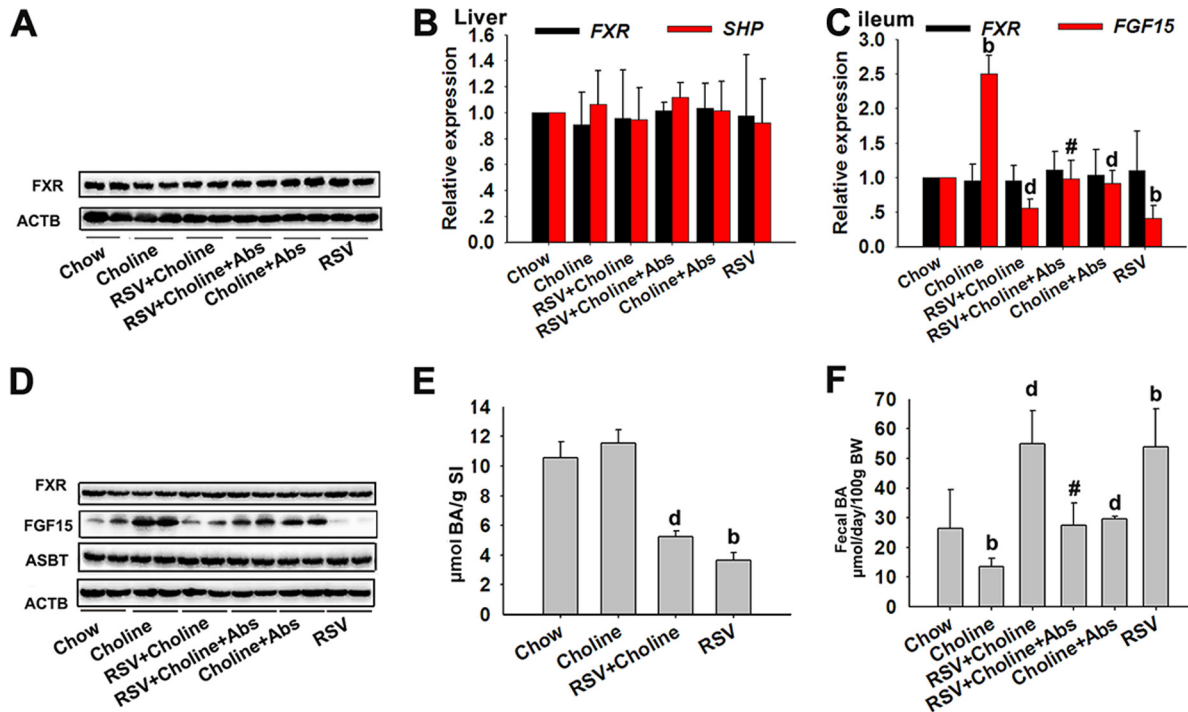 A
FXR
ACTB
Chow
Choline
RSV+Choline
RSV+Choline+Abs
Choline+Abs
RSV
B Liver
FXR SHP
Relative expression
1.6
1.4
1.2
1.0
.8
.6
.4
.2
0.0
Chow
Choline
RSV+Choline
RSV+Choline+Abs
Choline+Abs
RSV
C ileum
FXR FGF15
Relative expression
3.0
2.5
2.0
1.5
1.0
.5
0.0
b
d
#
d
b
Chow
Choline
RSV+Choline
RSV+Choline+Abs
Choline+Abs
RSV
D
FXR
FGF15
ASBT
ACTB
Chow
Choline
RSV+Choline
RSV+Choline+Abs
Choline+Abs
RSV
E
µmol BA/g SI
14
12
10
8
6
4
2
0
d
b
Chow
Choline
RSV+Choline
RSV
F
Fecal BA
µmol/day/100g BW
70
60
50
40
30
20
10
0
b
d
#
d
b
Chow
Choline
RSV+Choline
RSV+Choline+Abs
Choline+Abs
RSV